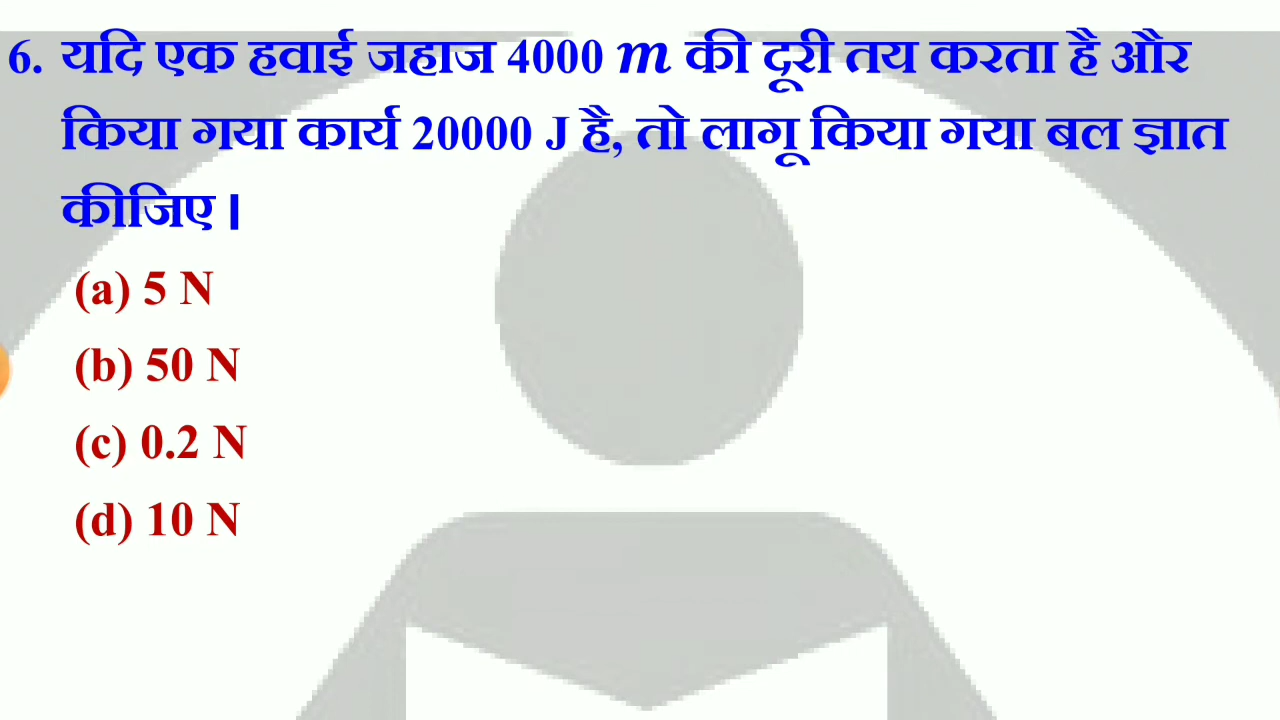 6. यदि एक हवाई जहाज 4000 m की दूरी तय करता है और
किया गया कार्य 20000 J है, तो लागू किया गया बल ज्ञात
कीजिए।
(a) 5 N
(b) 50 N
(c) 0.2 N
(d) 10 N